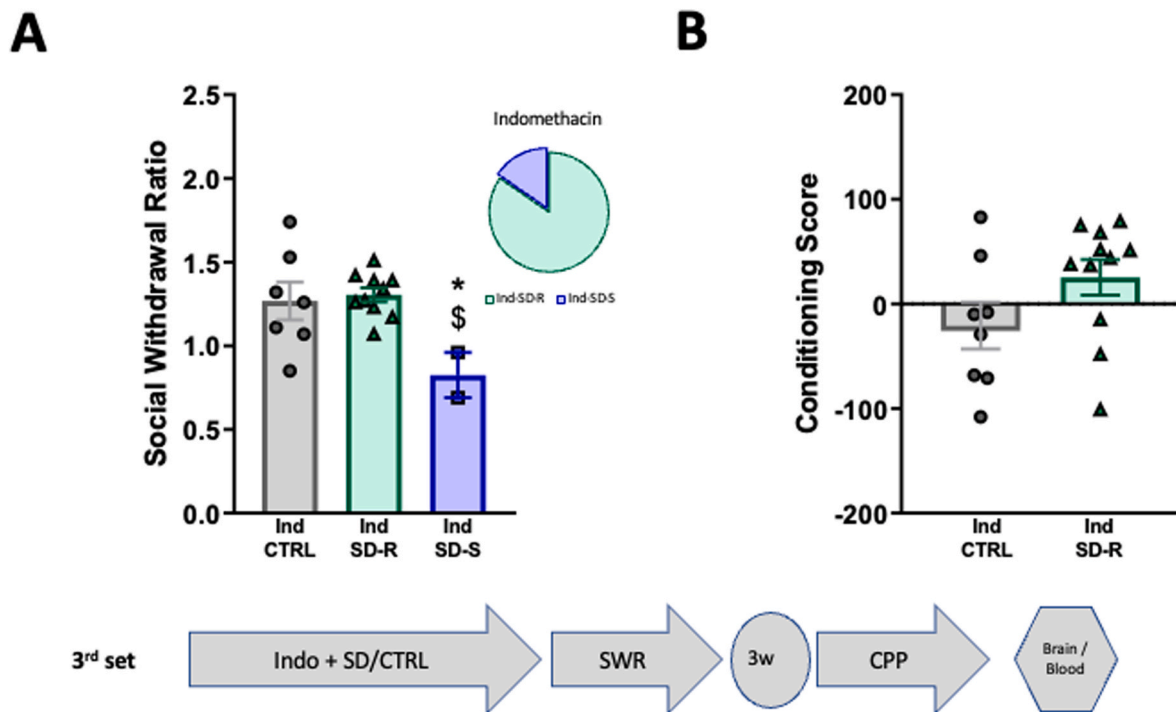 A
B
Social Withdrawal Ratio
2.5
2.0
1.5
1.0
0.5
0.0
*
$
Ind
CTRL
Ind
SD-R
Ind
SD-S
Indomethacin
Ind-SD-R
Ind-SD-S
Conditioning Score
200
100
0
-100
-200
Ind
CTRL
Ind
SD-R
3rd set
Indo + SD/CTRL
SWR
3w
CPP
Brain /
Blood